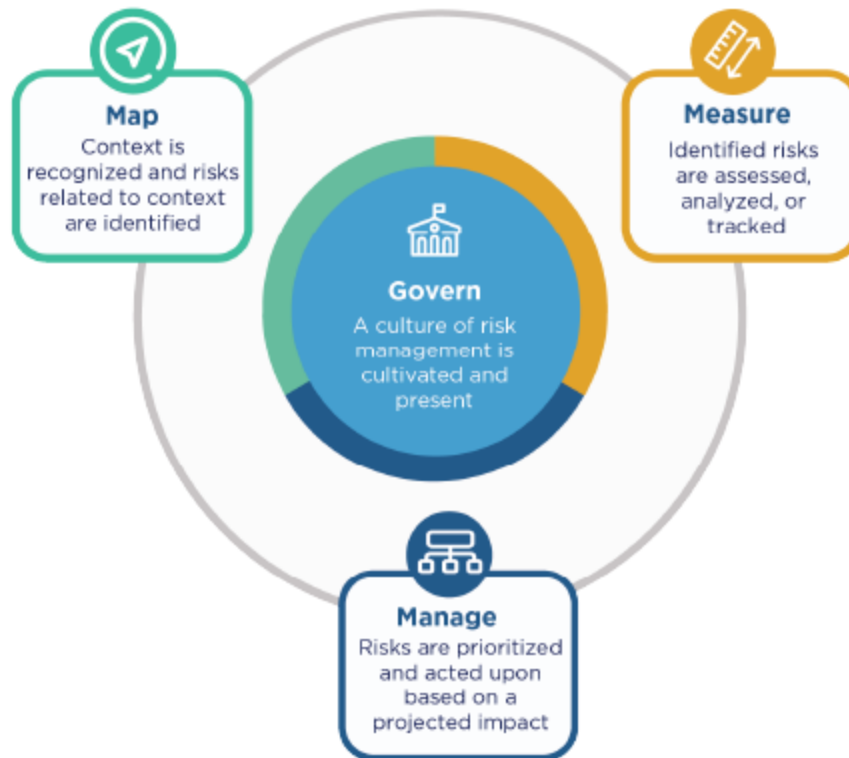 Map
Context is
recognized and risks
related to context
are identified
Measure
Identified risks
are assessed,
analyzed, or
tracked
Govern
A culture of risk
management is
cultivated and
present
Manage
Risks are prioritized
and acted upon
based on a
projected impact